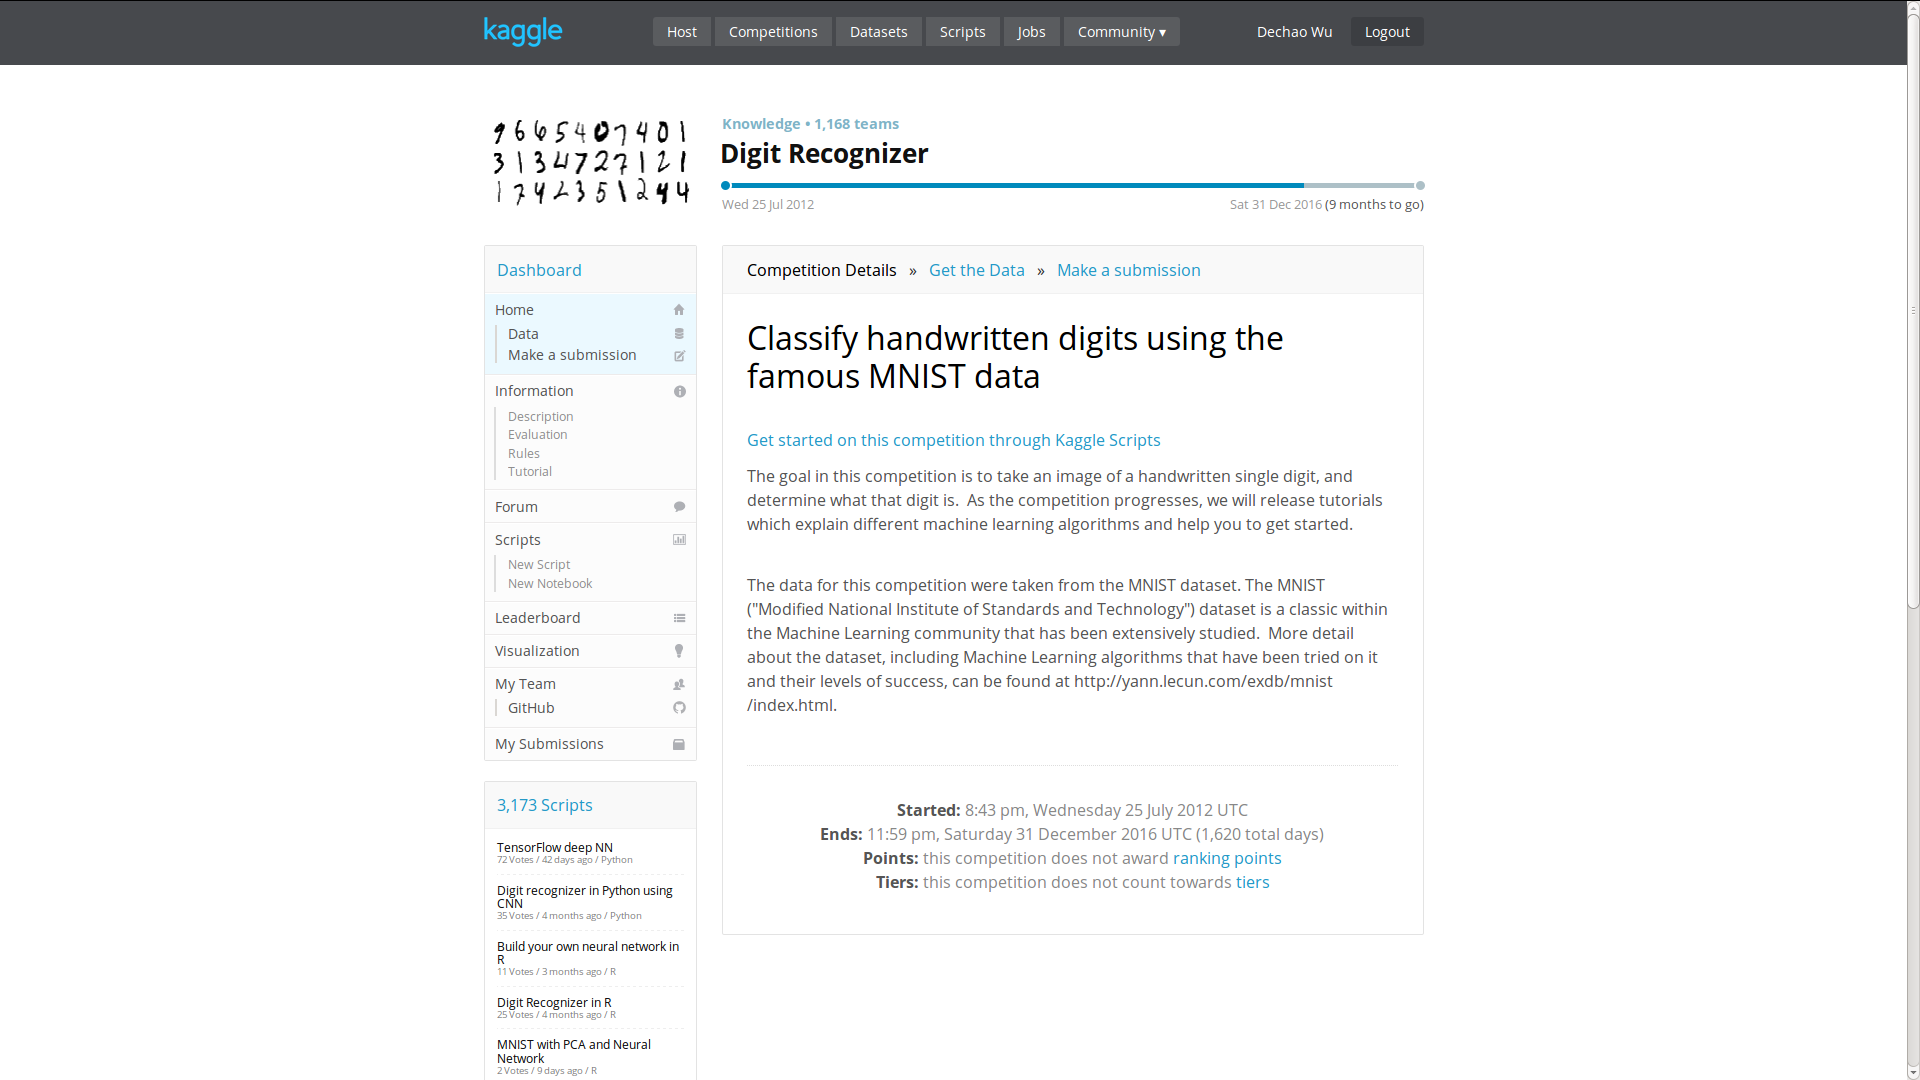 kaggle
Host Competitions Datasets Scripts Jobs Community ▾ Dechao Wu Logout
9 6 6 5 4 0 7 4 0 1
3 1 3 4 7 2 7 1 2 1
1 7 4 2 3 5 1 2 4 4
Knowledge • 1,168 teams
Digit Recognizer
Wed 25 Jul 2012 Sat 31 Dec 2016 (9 months to go)
Dashboard
Home
Data
Make a submission
Information
Description
Evaluation
Rules
Tutorial
Forum
Scripts
New Script
New Notebook
Leaderboard
Visualization
My Team
GitHub
My Submissions
3,173 Scripts
TensorFlow deep NN
72 Votes / 42 days ago / Python
Digit recognizer in Python using
CNN
35 Votes / 4 months ago / Python
Build your own neural network in
R
11 Votes / 3 months ago / R
Digit Recognizer in R
25 Votes / 4 months ago / R
MNIST with PCA and Neural
Network
2 Votes / 9 days ago / R
Competition Details » Get the Data » Make a submission
Classify handwritten digits using the
famous MNIST data
Get started on this competition through Kaggle Scripts
The goal in this competition is to take an image of a handwritten single digit, and
determine what that digit is.  As the competition progresses, we will release tutorials
which explain different machine learning algorithms and help you to get started.
The data for this competition were taken from the MNIST dataset. The MNIST
("Modified National Institute of Standards and Technology") dataset is a classic within
the Machine Learning community that has been extensively studied.  More detail
about the dataset, including Machine Learning algorithms that have been tried on it
and their levels of success, can be found at http://yann.lecun.com/exdb/mnist
/index.html.
Started: 8:43 pm, Wednesday 25 July 2012 UTC
Ends: 11:59 pm, Saturday 31 December 2016 UTC (1,620 total days)
Points: this competition does not award ranking points
Tiers: this competition does not count towards tiers